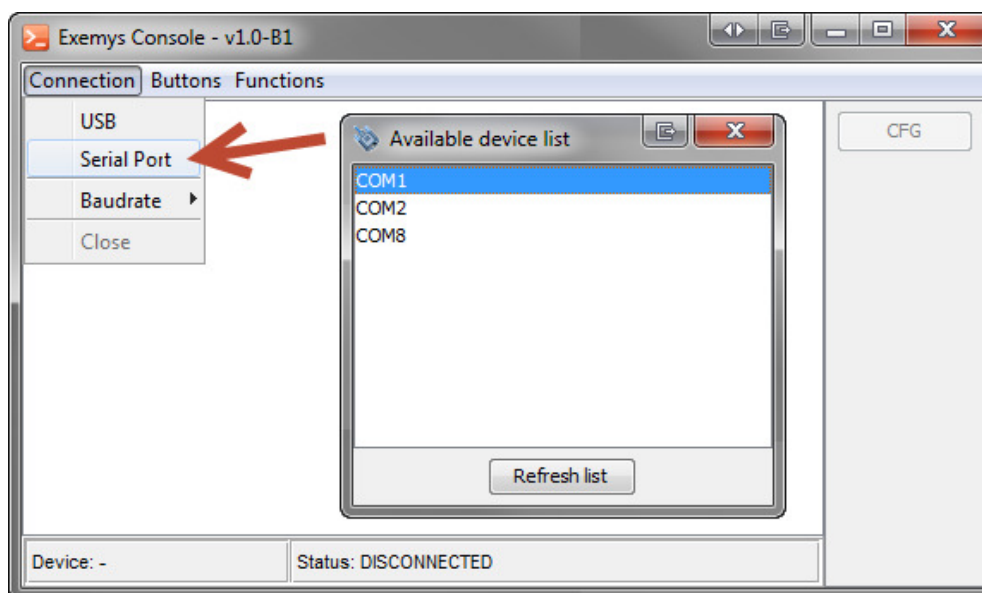 Exemys Console - v1.0-B1
Connection Buttons Functions
USB
Serial Port
Baudrate
Close
Available device list
COM1
COM2
COM8
Refresh list
CFG
Device: -
Status: DISCONNECTED